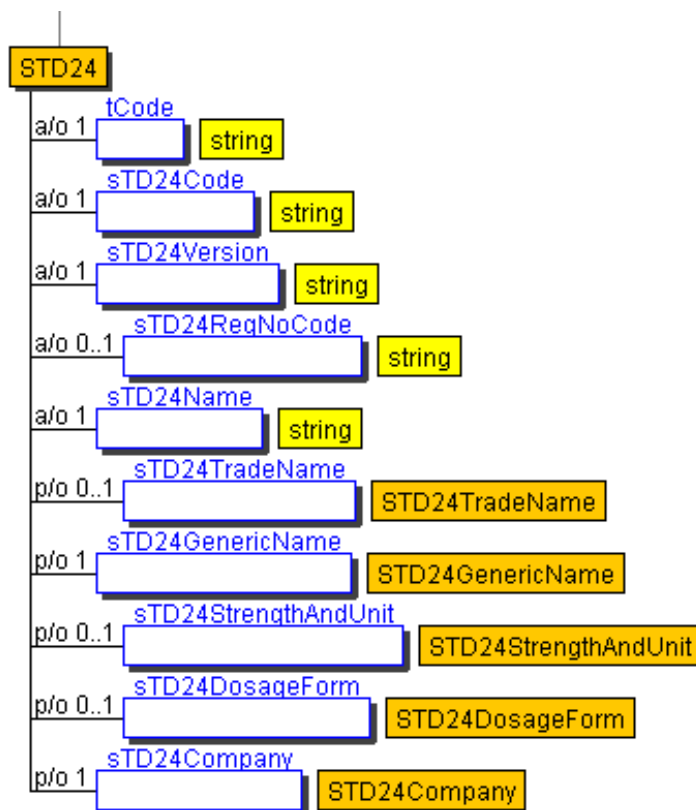 STD24
tCode
a/o 1
string
sTD24Code
a/o 1
string
sTD24Version
a/o 1
string
sTD24RegNoCode
a/o 0..1
string
sTD24Name
a/o 1
string
sTD24TradeName
p/o 0..1
STD24TradeName
sTD24GenericName
p/o 1
STD24GenericName
sTD24StrengthAndUnit
p/o 0..1
STD24StrengthAndUnit
sTD24DosageForm
p/o 0..1
STD24DosageForm
sTD24Company
p/o 1
STD24Company